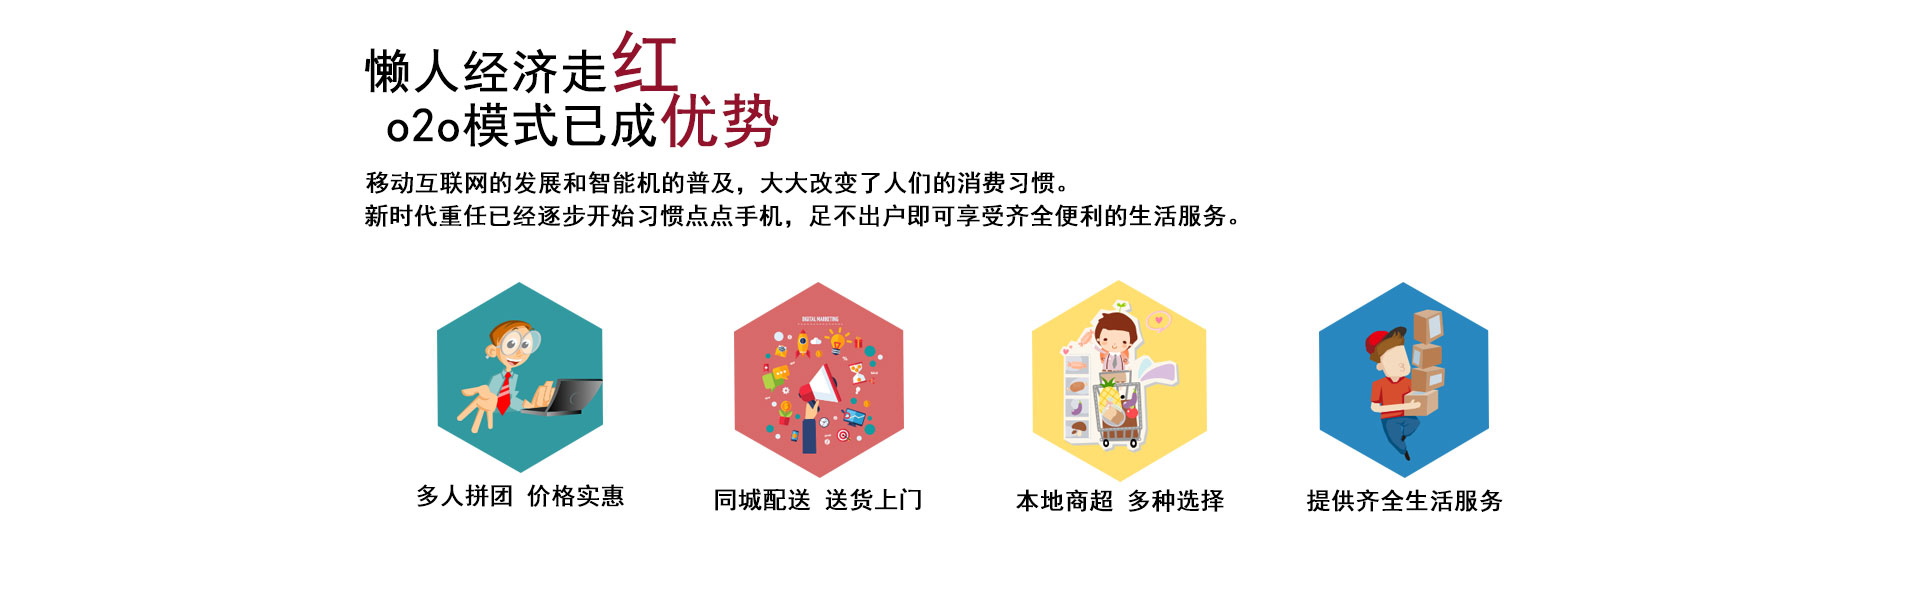 懒人经济走红
o2o模式已成优势
移动互联网的发展和智能机的普及，大大改变了人们的消费习惯。
新时代重任已经逐步开始习惯点点手机，足不出户即可享受齐全便利的生活服务。
DIGITAL MARKETING
多人拼团 价格实惠
同城配送 送货上门
本地商超 多种选择
提供齐全生活服务